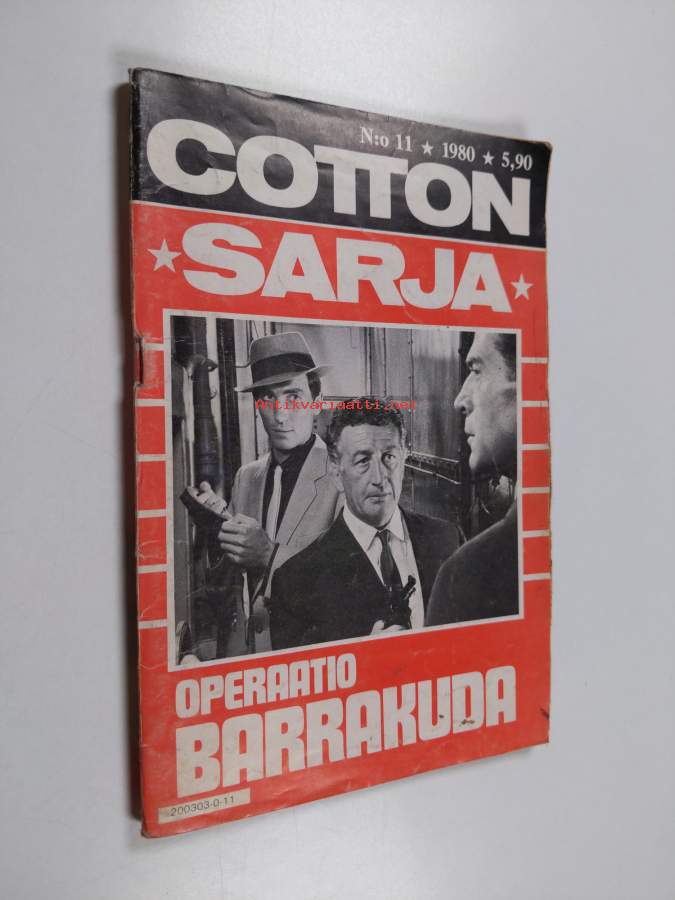 N:o 11 ★ 1980 ★ 5,90
COTTON
★SARJA★
Antikvariaatti.net
OPERAATIO
BARRAKUDA
200303-0-11